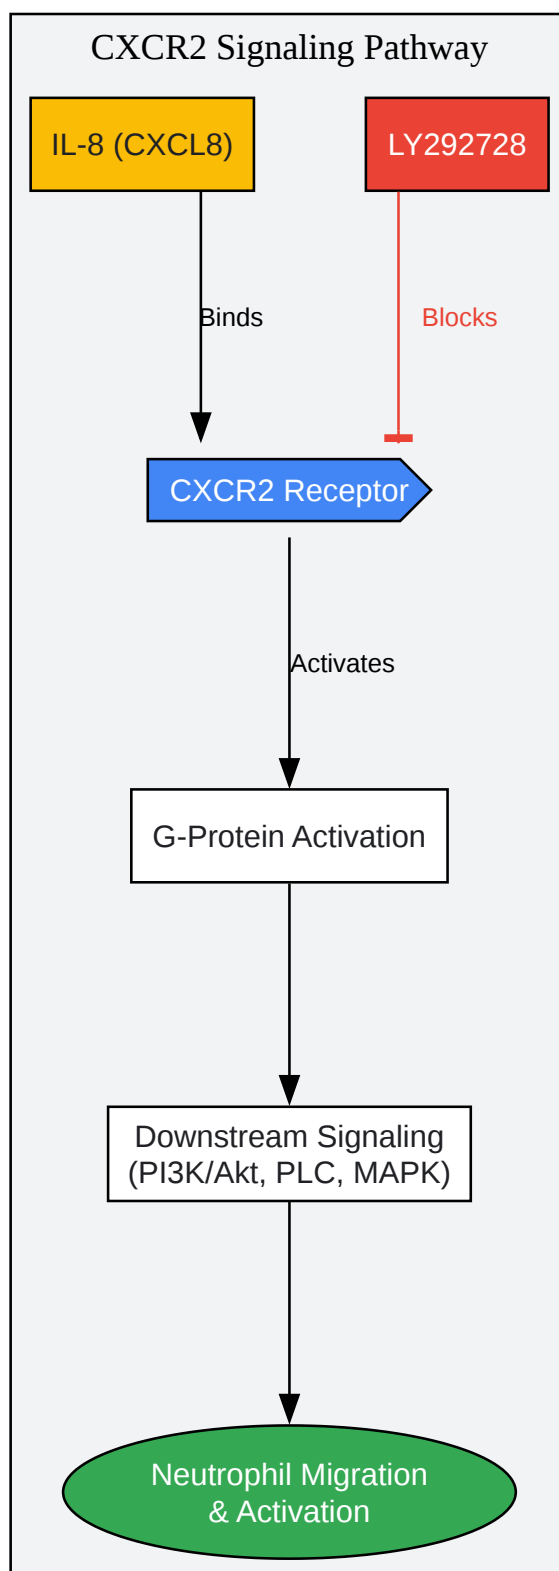 CXCR2 Signaling Pathway
IL-8 (CXCL8)
LY292728
Binds
Blocks
CXCR2 Receptor
Activates
G-Protein Activation
Downstream Signaling
(PI3K/Akt, PLC, MAPK)
Neutrophil Migration
& Activation